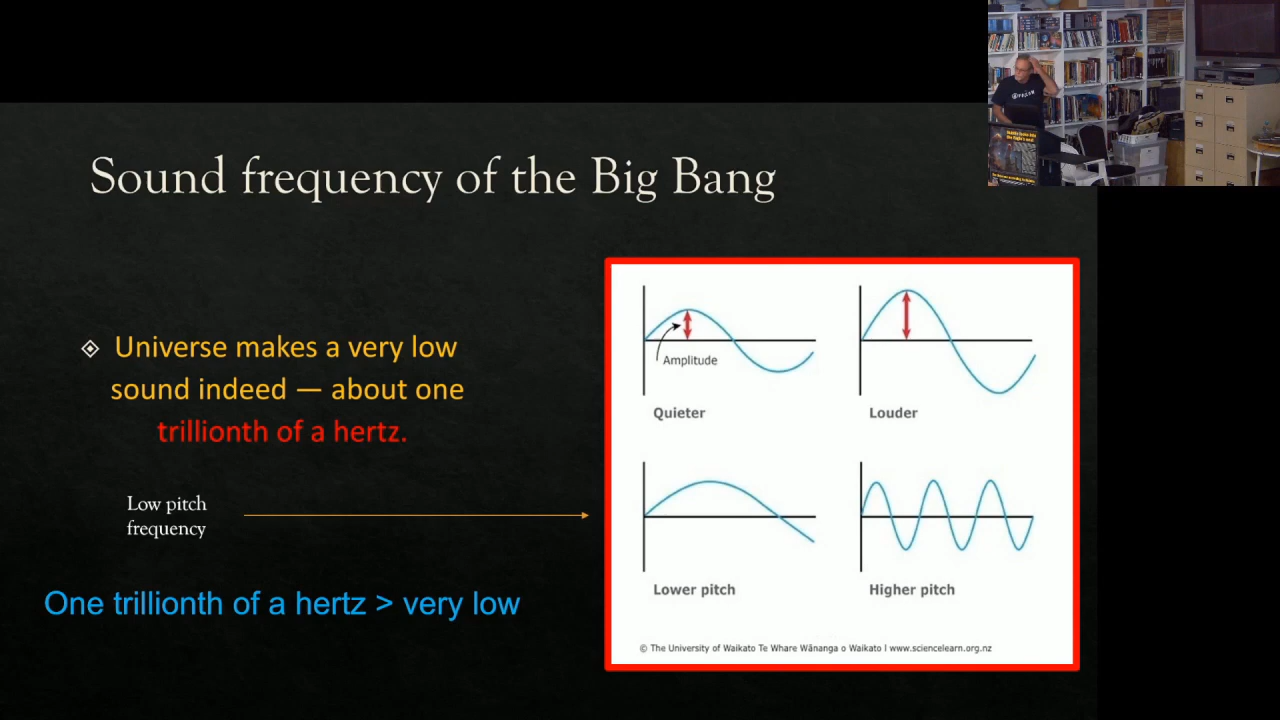 Sound frequency of the Big Bang
Universe makes a very low
sound indeed — about one
trillionth of a hertz.
Low pitch
frequency
One trillionth of a hertz > very low
Amplitude
Quieter
Louder
Lower pitch
Higher pitch
© The University of Waikato Te Whare Wānanga o Waikato I www.sciencelearn.org.nz